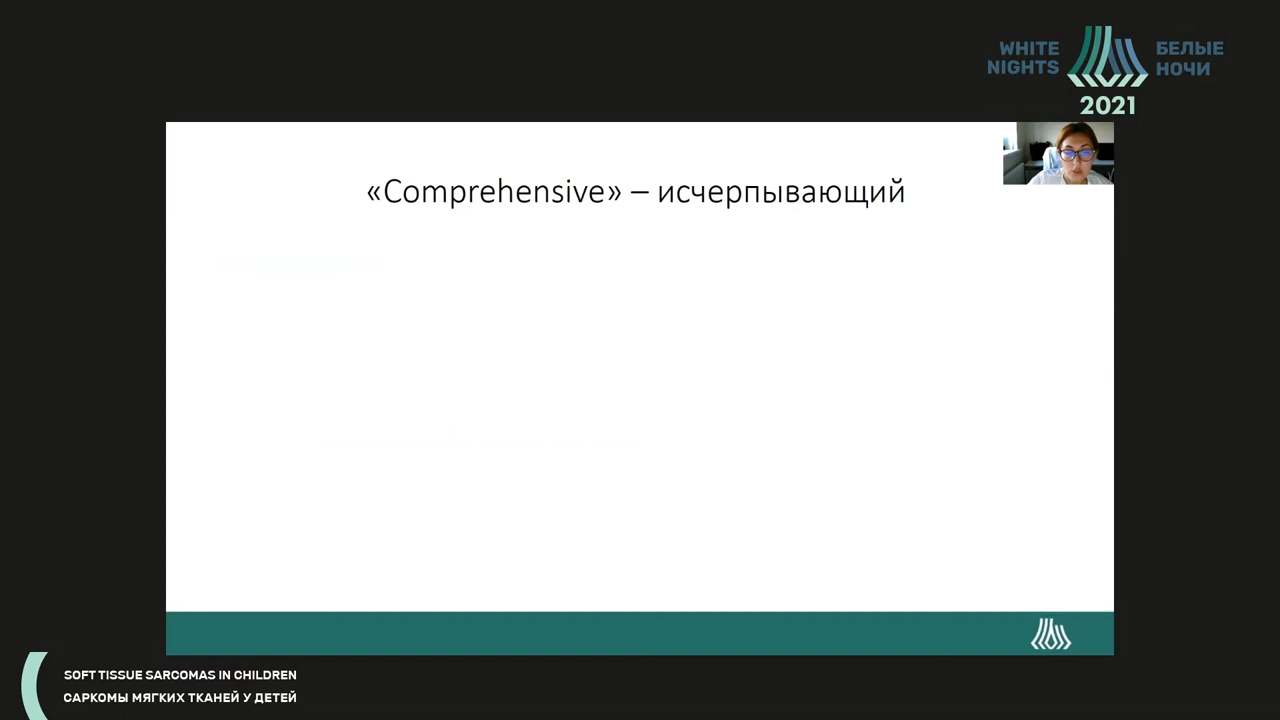 WHITE
NIGHTS
БЕЛЫЕ
НОЧИ
2021
«Comprehensive» – исчерпывающий
SOFT TISSUE SARCOMAS IN CHILDREN
САРКОМЫ МЯГКИХ ТКАНЕЙ У ДЕТЕЙ